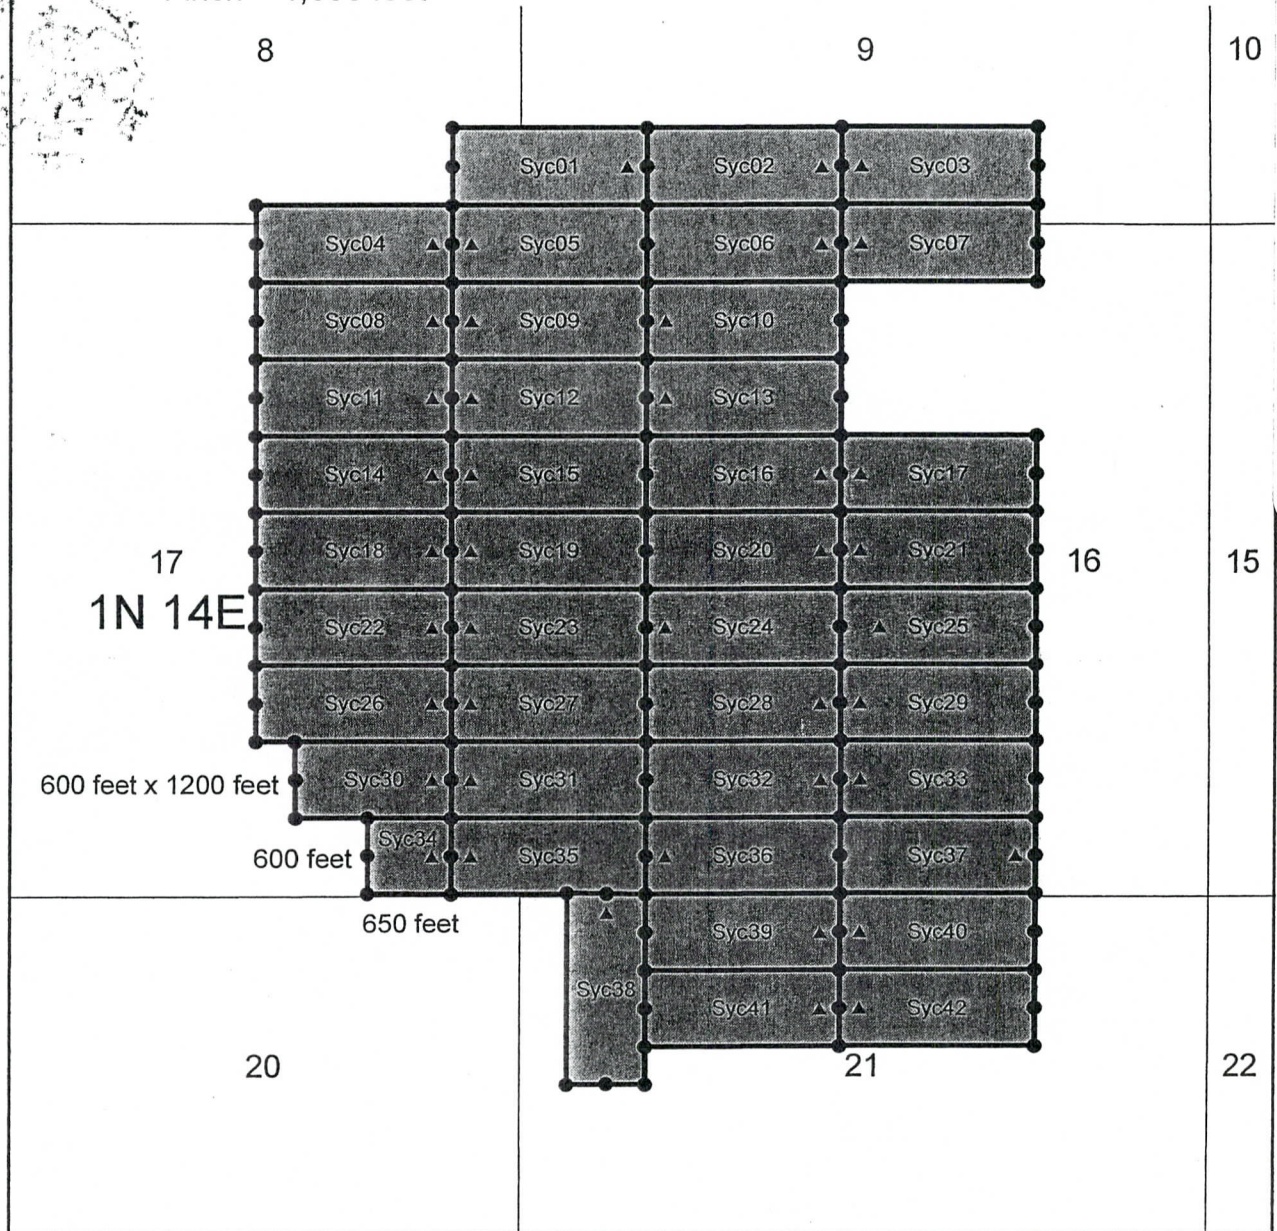 8 9 10
Syc01 Syc02 Syc03
Syc04 Syc05 Syc06 Syc07
Syc08 Syc09 Syc10
Syc11 Syc12 Syc13
Syc14 Syc15 Syc16 Syc17
17 Syc18 Syc19 Syc20 Syc21 16 15
1N 14E Syc22 Syc23 Syc24 Syc25
Syc26 Syc27 Syc28 Syc29
600 feet x 1200 feet Syc30 Syc31 Syc32 Syc33
600 feet Syc34 Syc35 Syc36 Syc37
650 feet Syc39 Syc40
Syc38 Syc41 Syc42
20 21 22